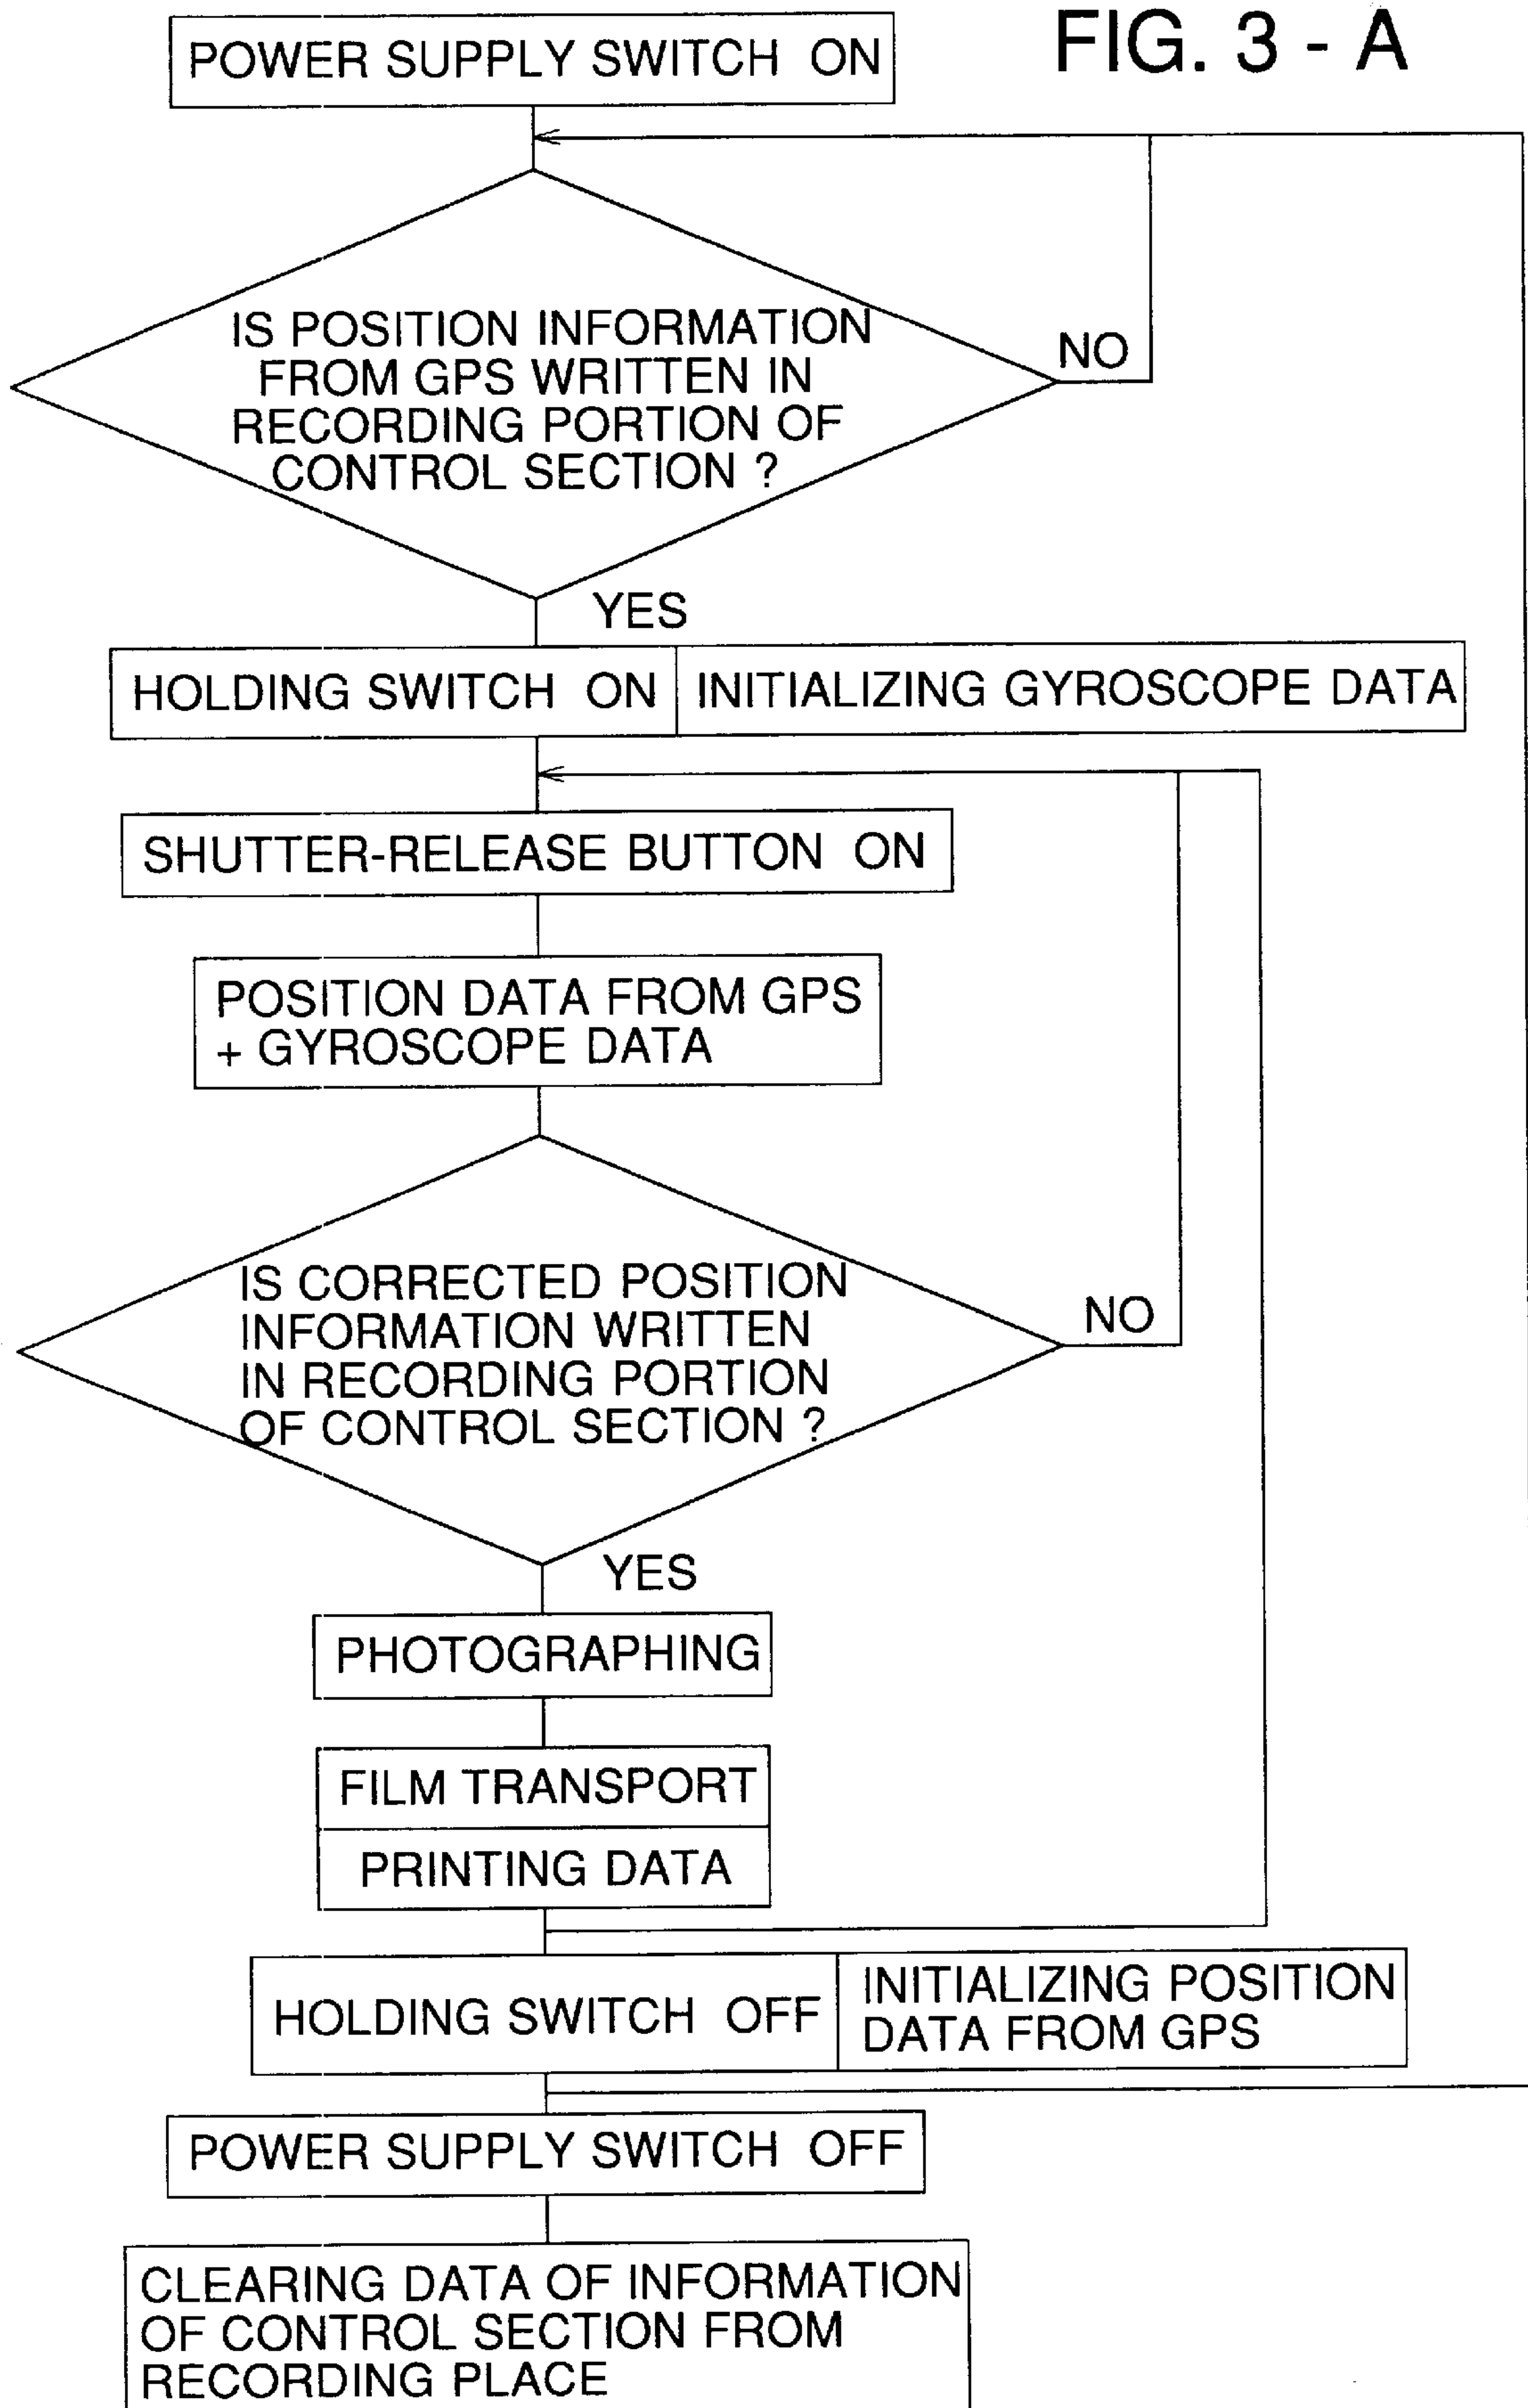 FIG. 3 - A
POWER SUPPLY SWITCH ON
IS POSITION INFORMATION
FROM GPS WRITTEN IN
RECORDING PORTION OF
CONTROL SECTION ?
NO
YES
HOLDING SWITCH ON
INITIALIZING GYROSCOPE DATA
SHUTTER-RELEASE BUTTON ON
POSITION DATA FROM GPS
+ GYROSCOPE DATA
IS CORRECTED POSITION
INFORMATION WRITTEN
IN RECORDING PORTION
OF CONTROL SECTION ?
NO
YES
PHOTOGRAPHING
FILM TRANSPORT
PRINTING DATA
HOLDING SWITCH OFF
INITIALIZING POSITION
DATA FROM GPS
POWER SUPPLY SWITCH OFF
CLEARING DATA OF INFORMATION
OF CONTROL SECTION FROM
RECORDING PLACE